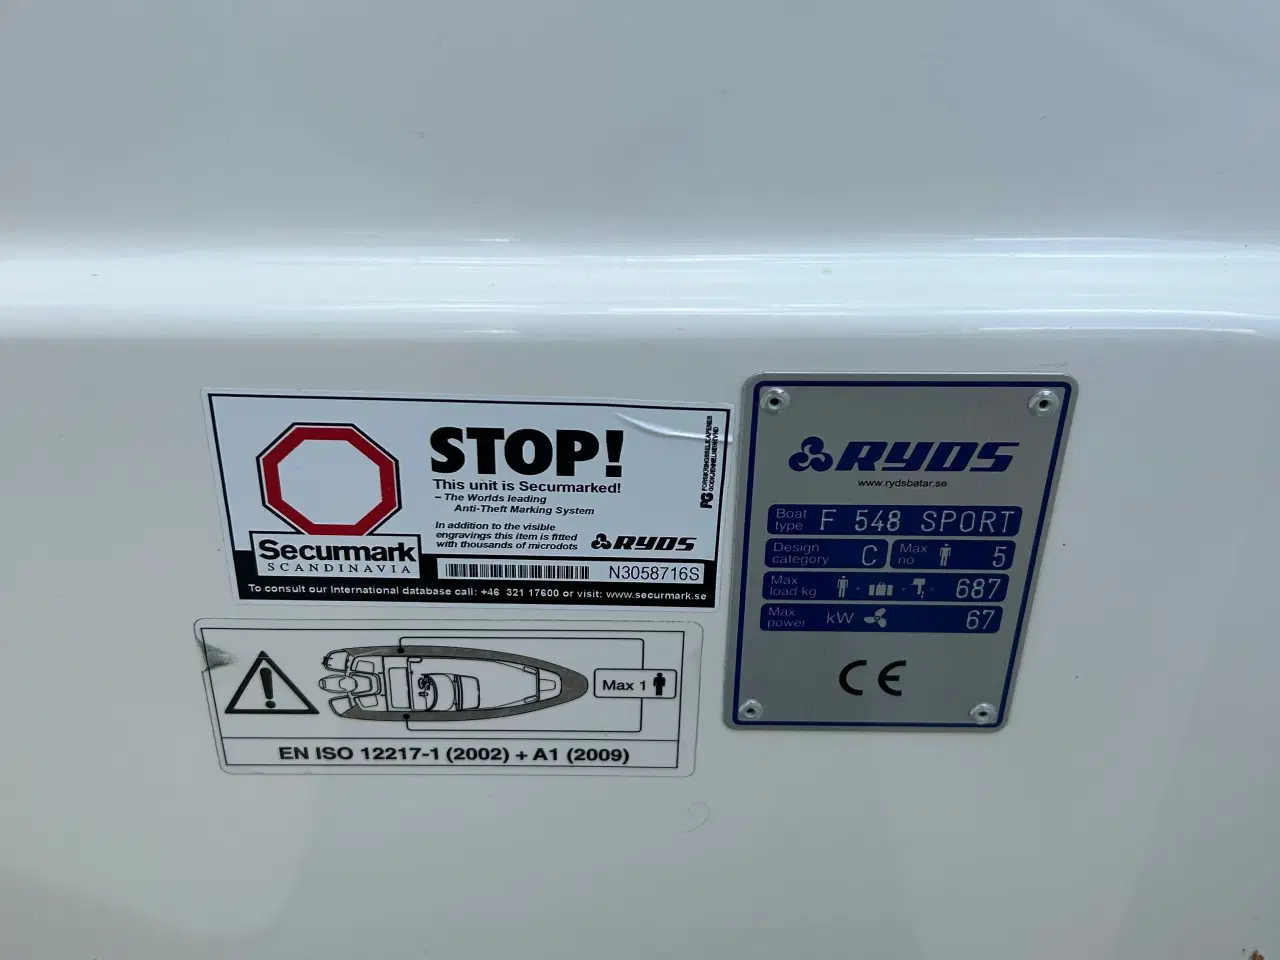 STOP!
This unit is Securmarked!
– The Worlds leading
Anti-Theft Marking System
In addition to the visible
engravings this item is fitted
with thousands of microdots
RYDS
Securmark
SCANDINAVIA
N3058716S
To consult our International database call: +46 321 17600 or visit: www.securmark.se
FG
Max 1
EN ISO 12217-1 (2002) + A1 (2009)
RYDS
www.rydsbatar.se
Boat type F 548 SPORT
Design category C Max no 5
Max load kg + + = 687
Max power kW 67
CE